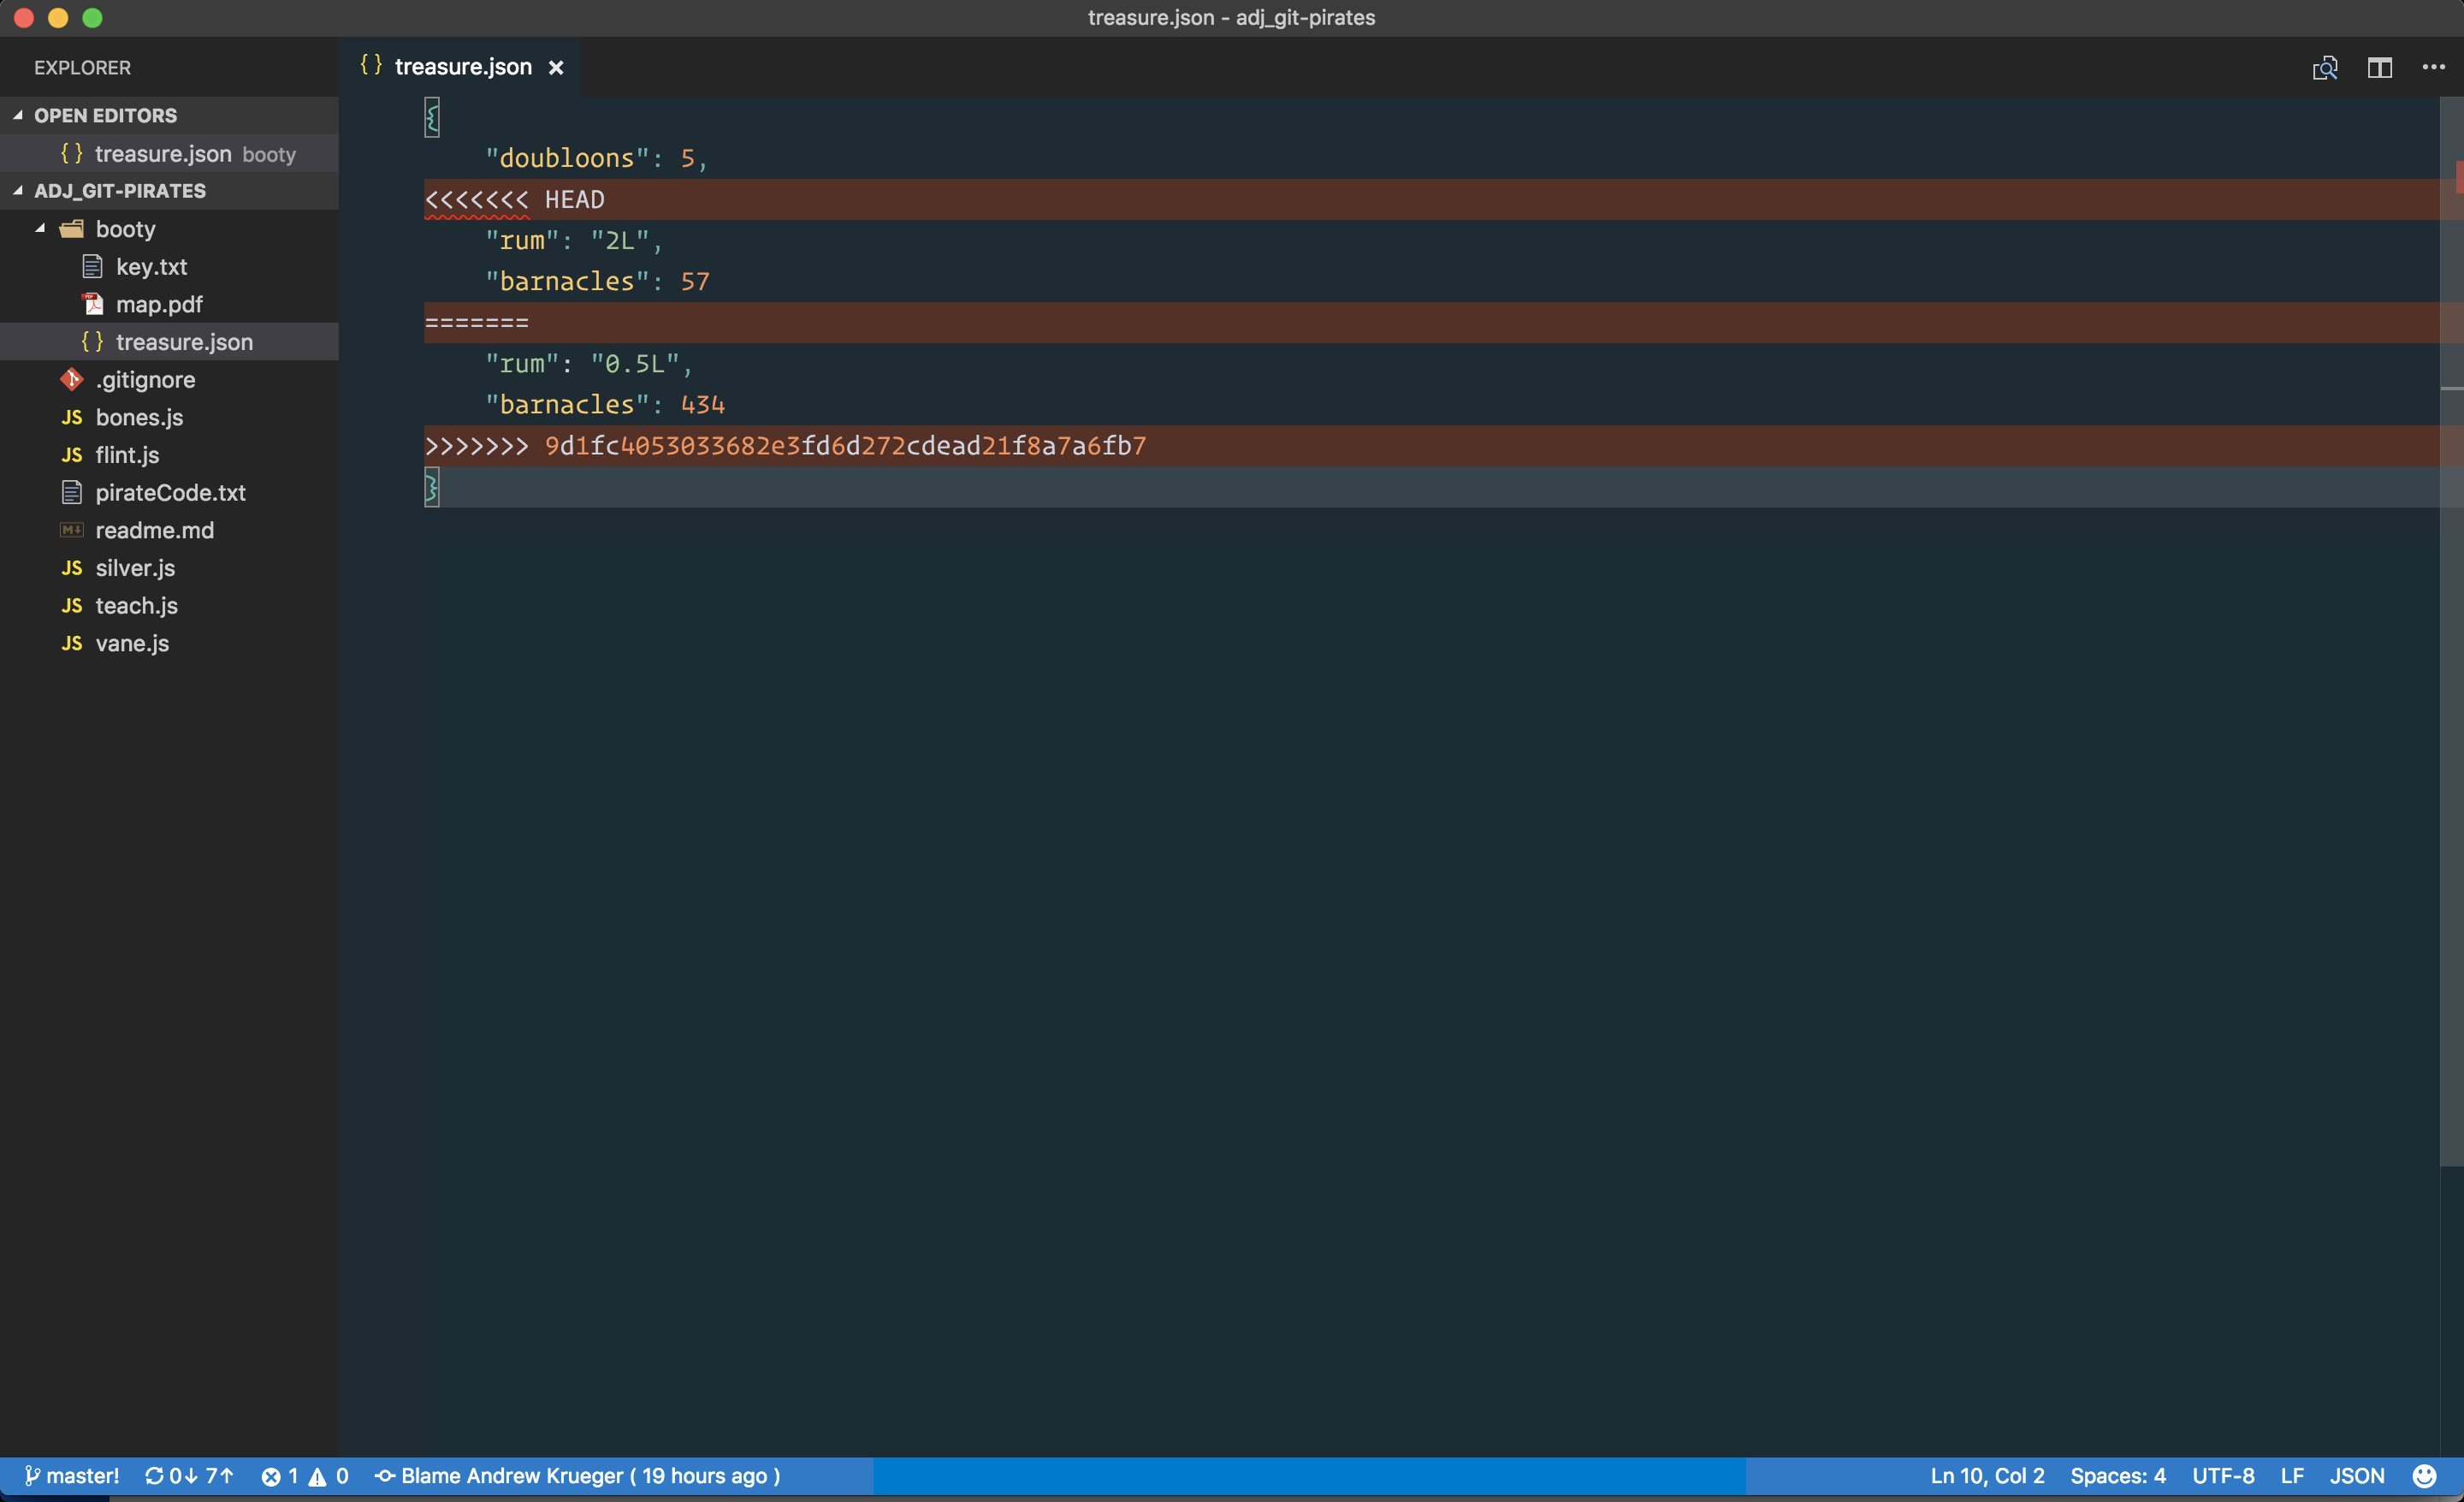 treasure.json - adj_git-pirates
EXPLORER
OPEN EDITORS
{ } treasure.json booty
ADJ_GIT-PIRATES
booty
key.txt
map.pdf
{ } treasure.json
.gitignore
JS bones.js
JS flint.js
pirateCode.txt
readme.md
JS silver.js
JS teach.js
JS vane.js
{ } treasure.json ×
{
    "doubloons": 5,
<<<<<<< HEAD
    "rum": "2L",
    "barnacles": 57
=======
    "rum": "0.5L",
    "barnacles": 434
>>>>>>> 9d1fc4053033682e3fd6d272cdead21f8a7a6fb7
}
master! 0↓ 7↑ 1 0 Blame Andrew Krueger ( 19 hours ago ) Ln 10, Col 2 Spaces: 4 UTF-8 LF JSON